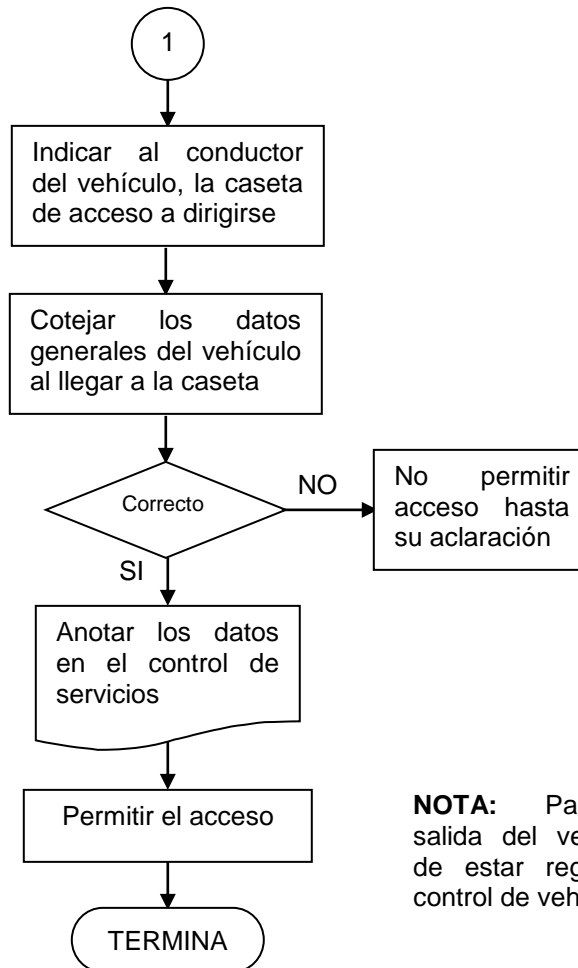 1
Indicar al conductor
del vehículo, la caseta
de acceso a dirigirse
Cotejar los datos
generales del vehículo
al llegar a la caseta
Correcto
NO
No permitir
acceso hasta
su aclaración
SI
Anotar los datos
en el control de
servicios
Permitir el acceso
NOTA:
salida del
de estar
control de
TERMINA